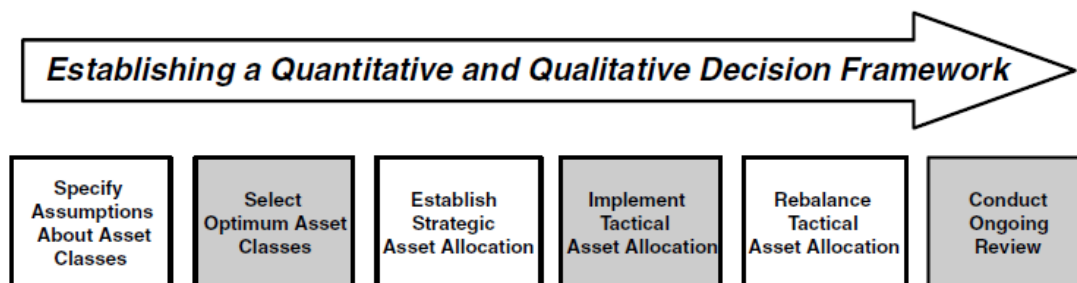 Establishing a Quantitative and Qualitative Decision Framework
Specify
Assumptions
About Asset
Classes
Select
Optimum Asset
Classes
Establish
Strategic
Asset Allocation
Implement
Tactical
Asset Allocation
Rebalance
Tactical
Asset Allocation
Conduct
Ongoing
Review